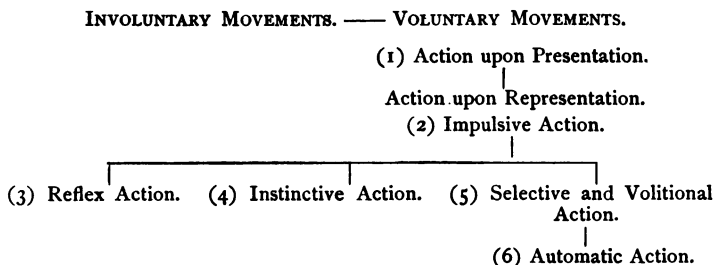 INVOLUNTARY MOVEMENTS. — VOLUNTARY MOVEMENTS.
(1) Action upon Presentation.
Action upon Representation.
(2) Impulsive Action.
(3) Reflex Action. (4) Instinctive Action. (5) Selective and Volitional
Action.
(6) Automatic Action.